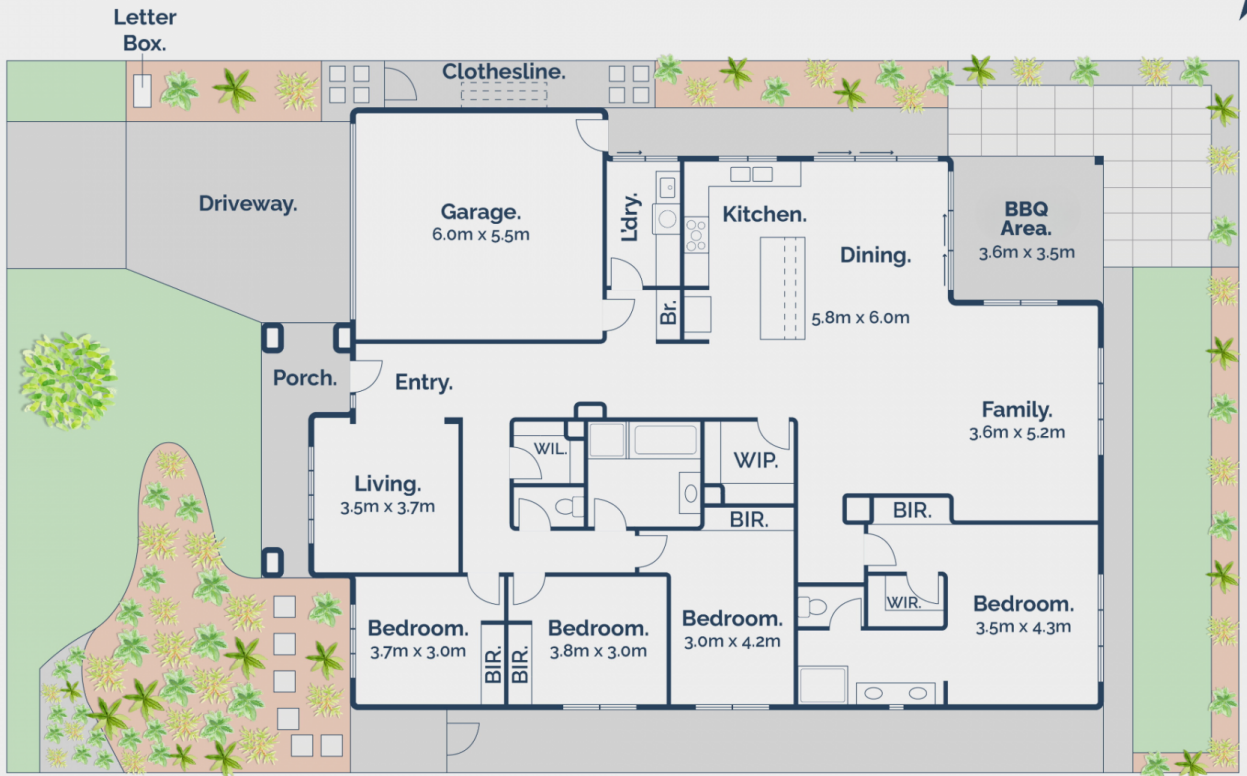 Letter
Box.
Clothesline.
Driveway.
Garage.
6.0m x 5.5m
L'dry.
Kitchen.
Dining.
BBQ
Area.
3.6m x 3.5m
Br.
5.8m x 6.0m
Porch.
Entry.
Family.
3.6m x 5.2m
WIL.
WIP.
Living.
3.5m x 3.7m
BIR.
BIR.
WIR.
Bedroom.
3.7m x 3.0m
BIR.
BIR.
Bedroom.
3.8m x 3.0m
Bedroom.
3.0m x 4.2m
Bedroom.
3.5m x 4.3m